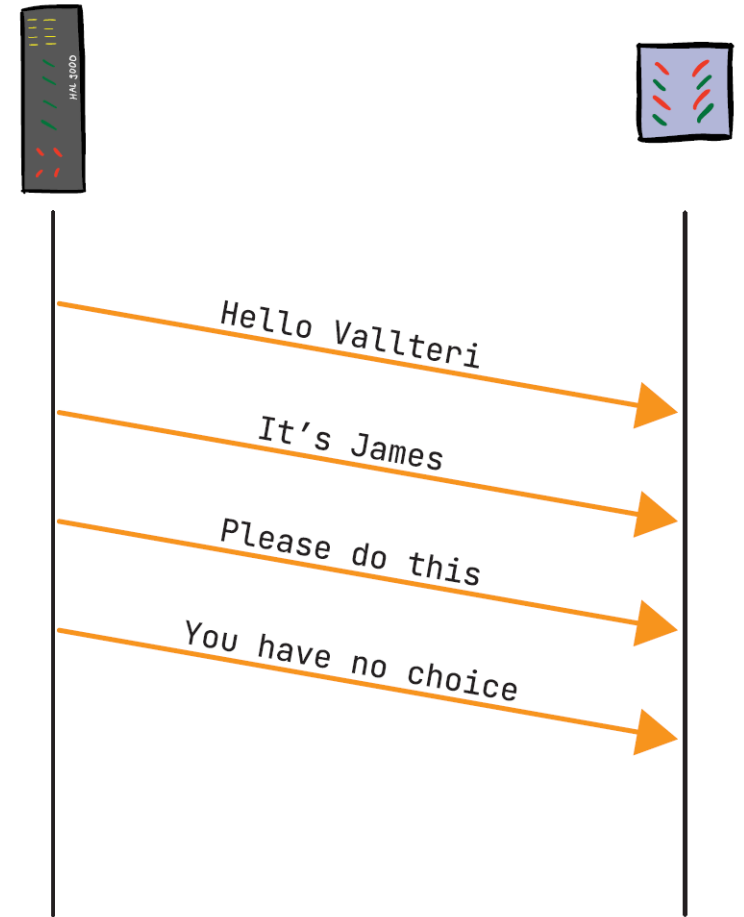 HAL 9000
Hello Vallteri
It’s James
Please do this
You have no choice